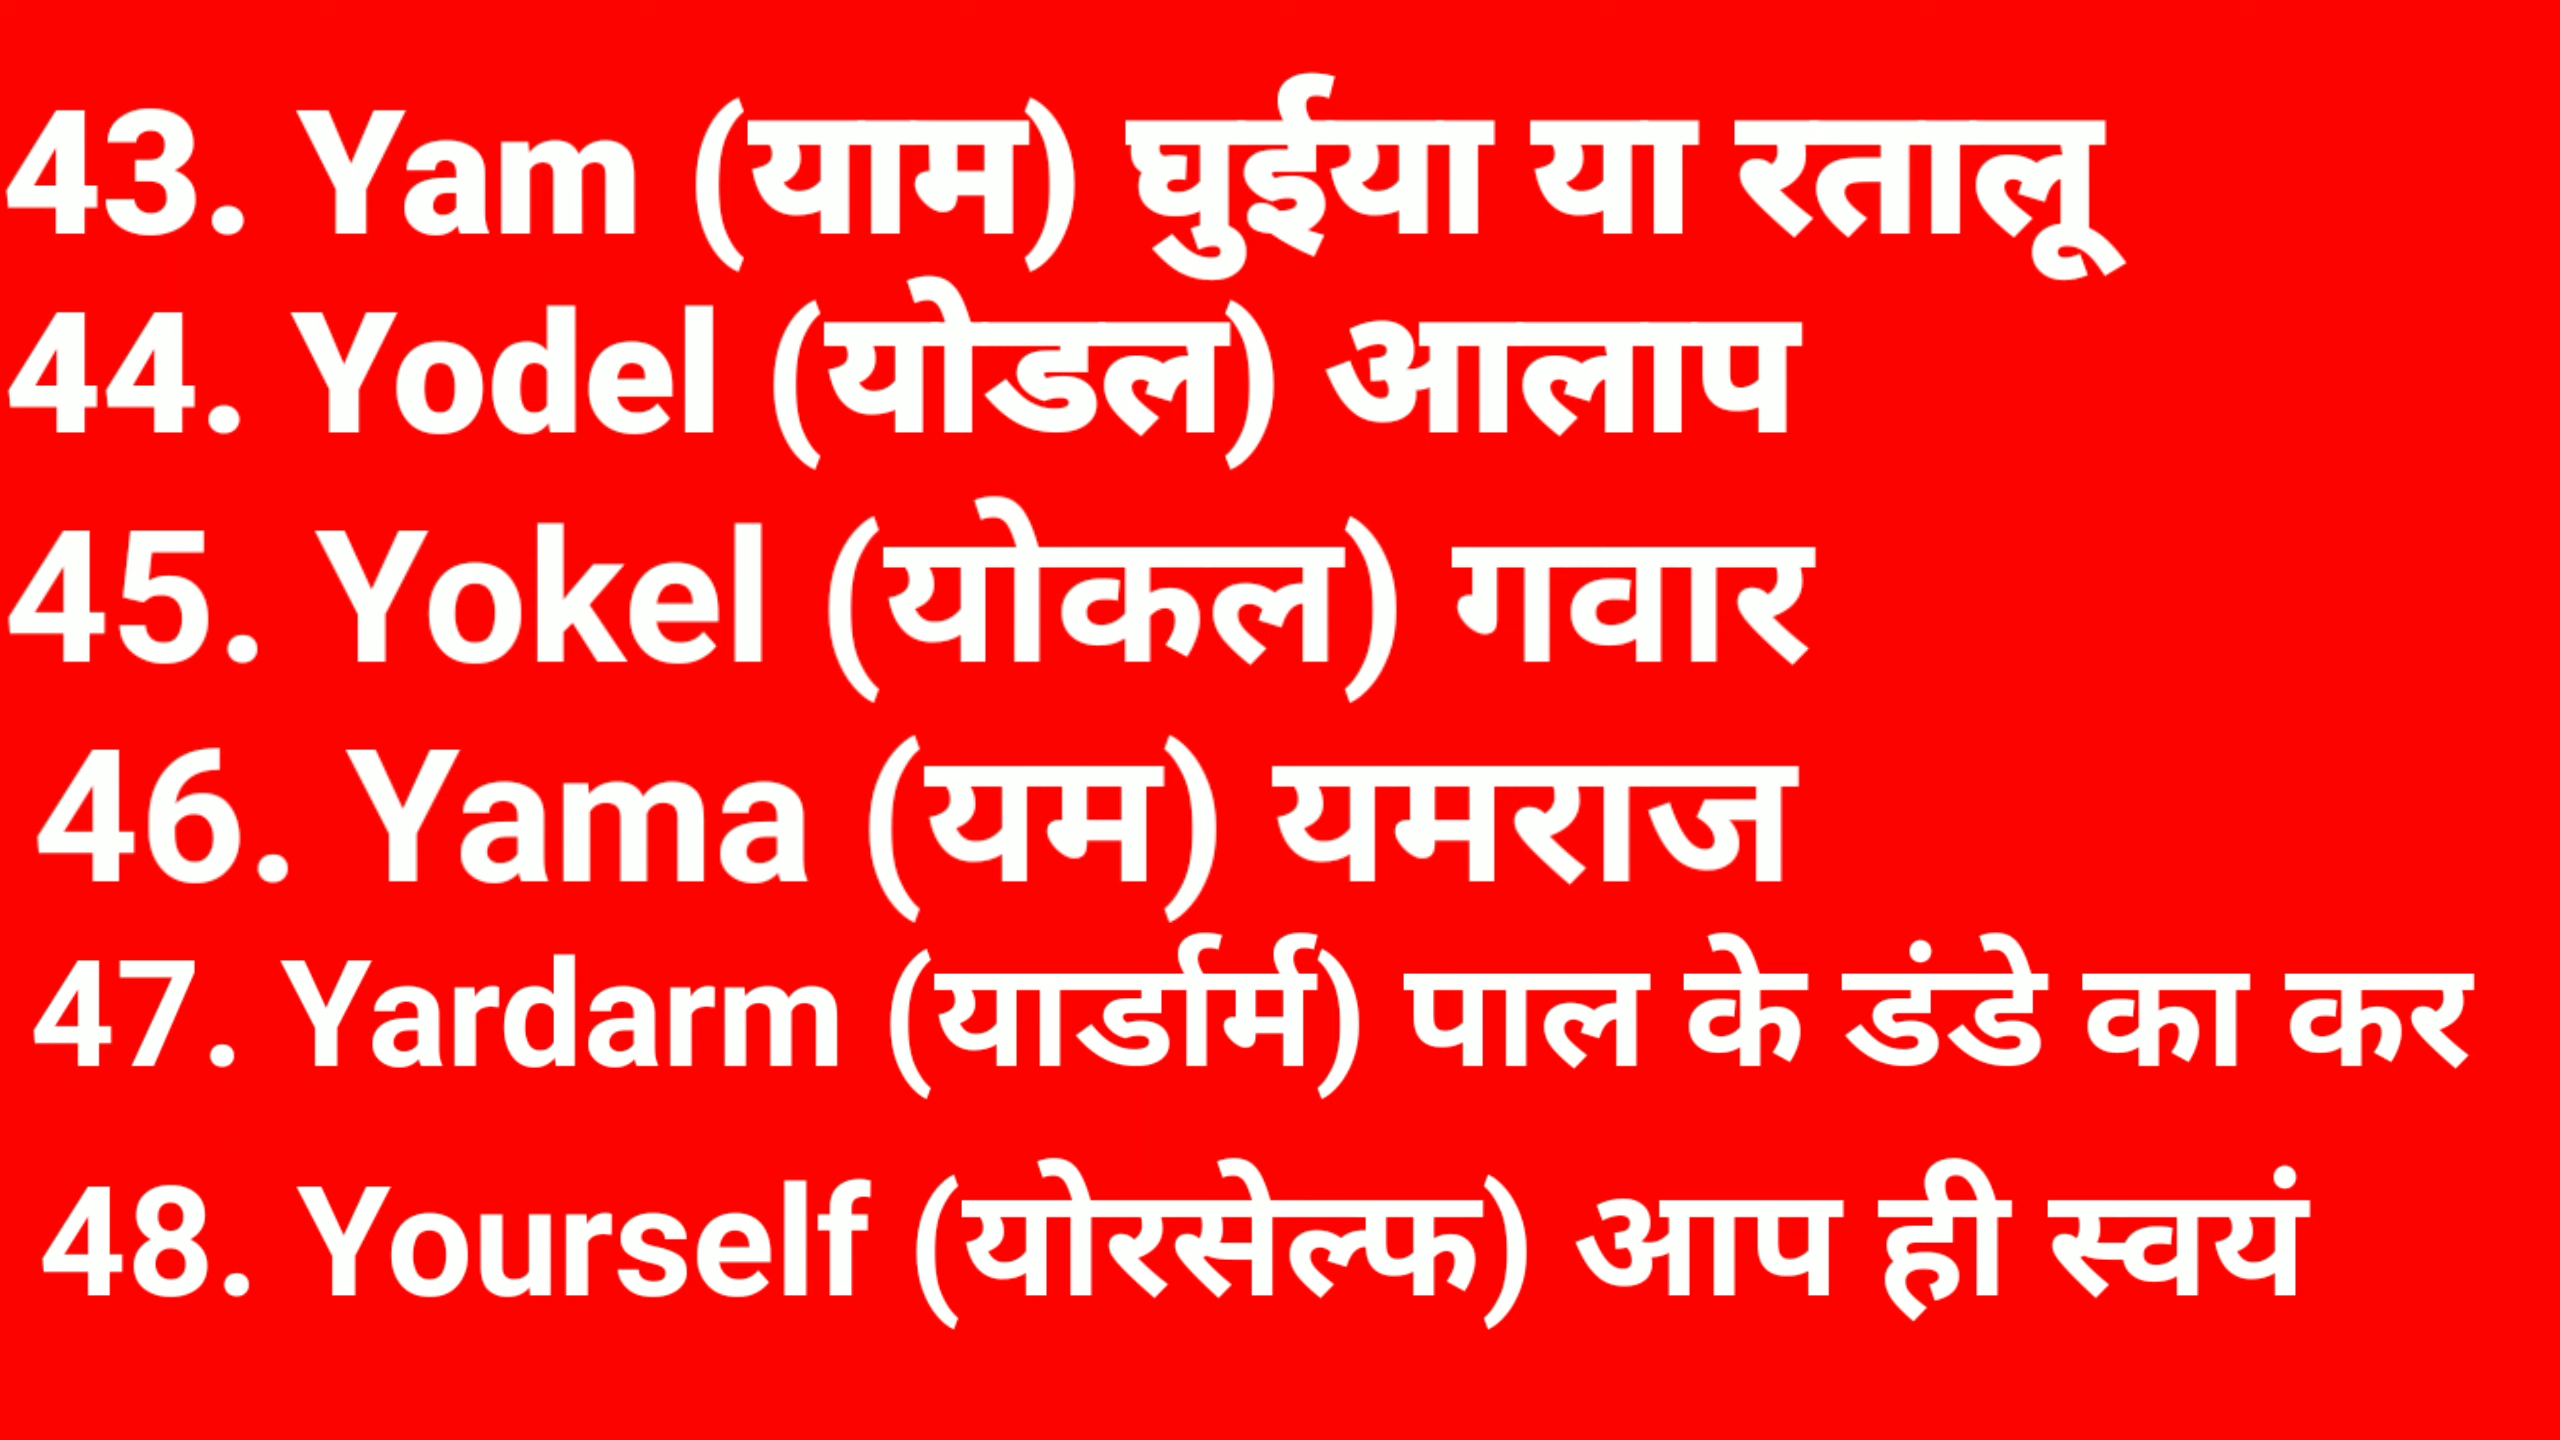 43. Yam (याम) घुईया या रतालू
44. Yodel (योडल) आलाप
45. Yokel (योकल) गवार
46. Yama (यम) यमराज
47. Yardarm (यार्डार्म) पाल के डंडे का कर
48. Yourself (योरसेल्फ) आप ही स्वयं